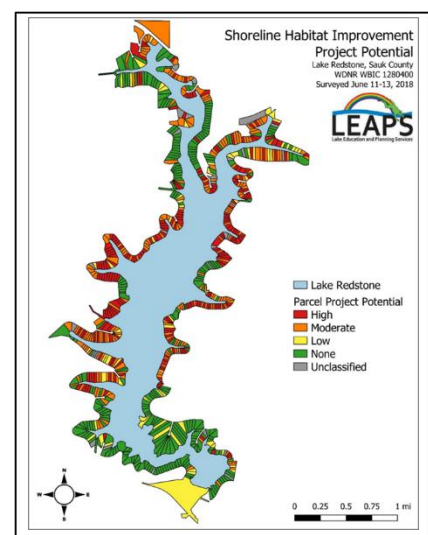 Shoreline Habitat Improvement
Project Potential
Lake Redstone, Sauk County
WDNR WBIC 1280400
Surveyed June 11-13, 2018
LEAPS
Lake Education and Planning Services
Lake Redstone
Parcel Project Potential
High
Moderate
Low
None
Unclassified
N
W E
S
0 0.25 0.5 0.75 1 mi